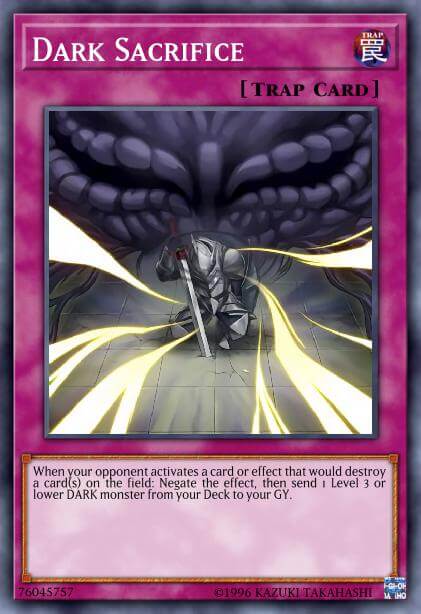 DARK SACRIFICE
TRAP
罠
[TRAP CARD]
When your opponent activates a card or effect that would destroy
a card(s) on the field: Negate the effect, then send 1 Level 3 or
lower DARK monster from your Deck to your GY.
76045757
©1996 KAZUKI TAKAHASHI